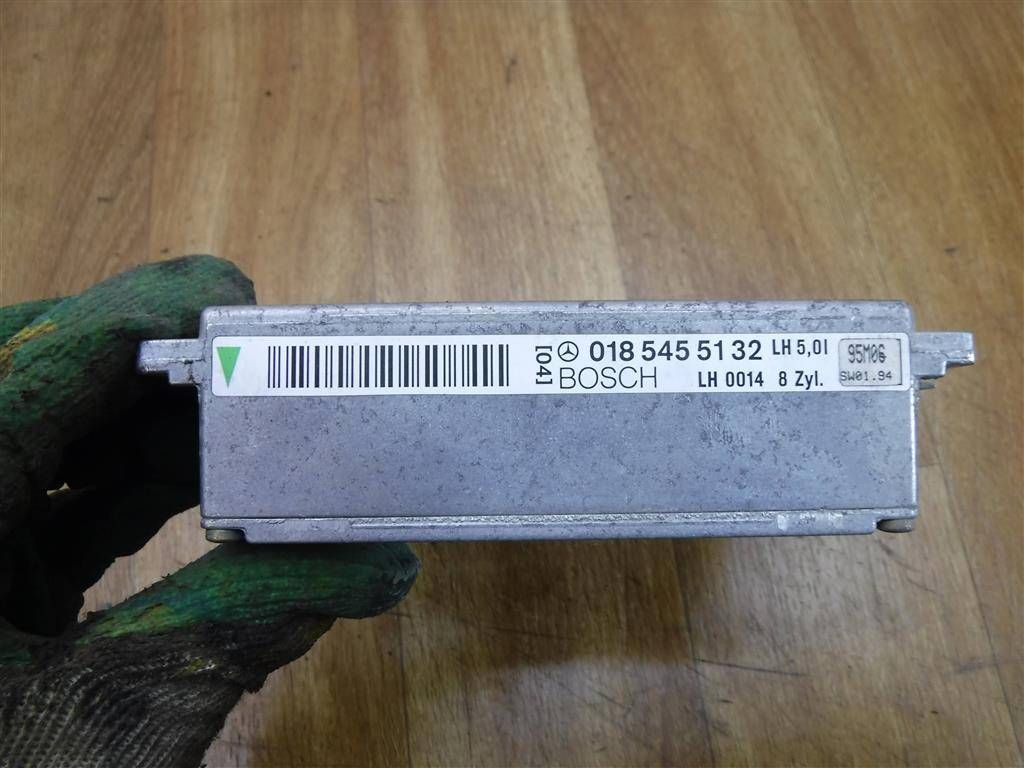 [04] 018 545 51 32 LH 5,0l 95M06
BOSCH LH 0014 8 Zyl. SW01.94